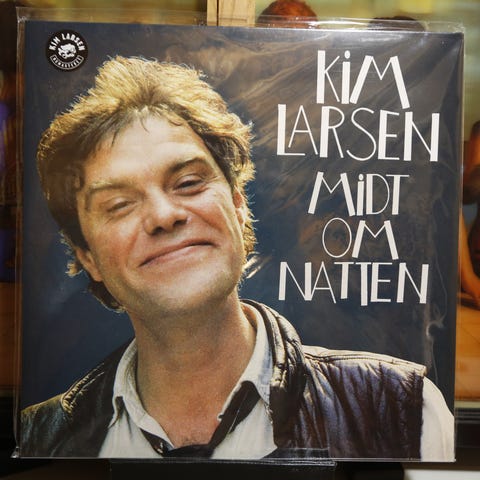 KIM LARSEN
REMASTERED
KiM
LARSEN
MiDT
OM
NATTEN